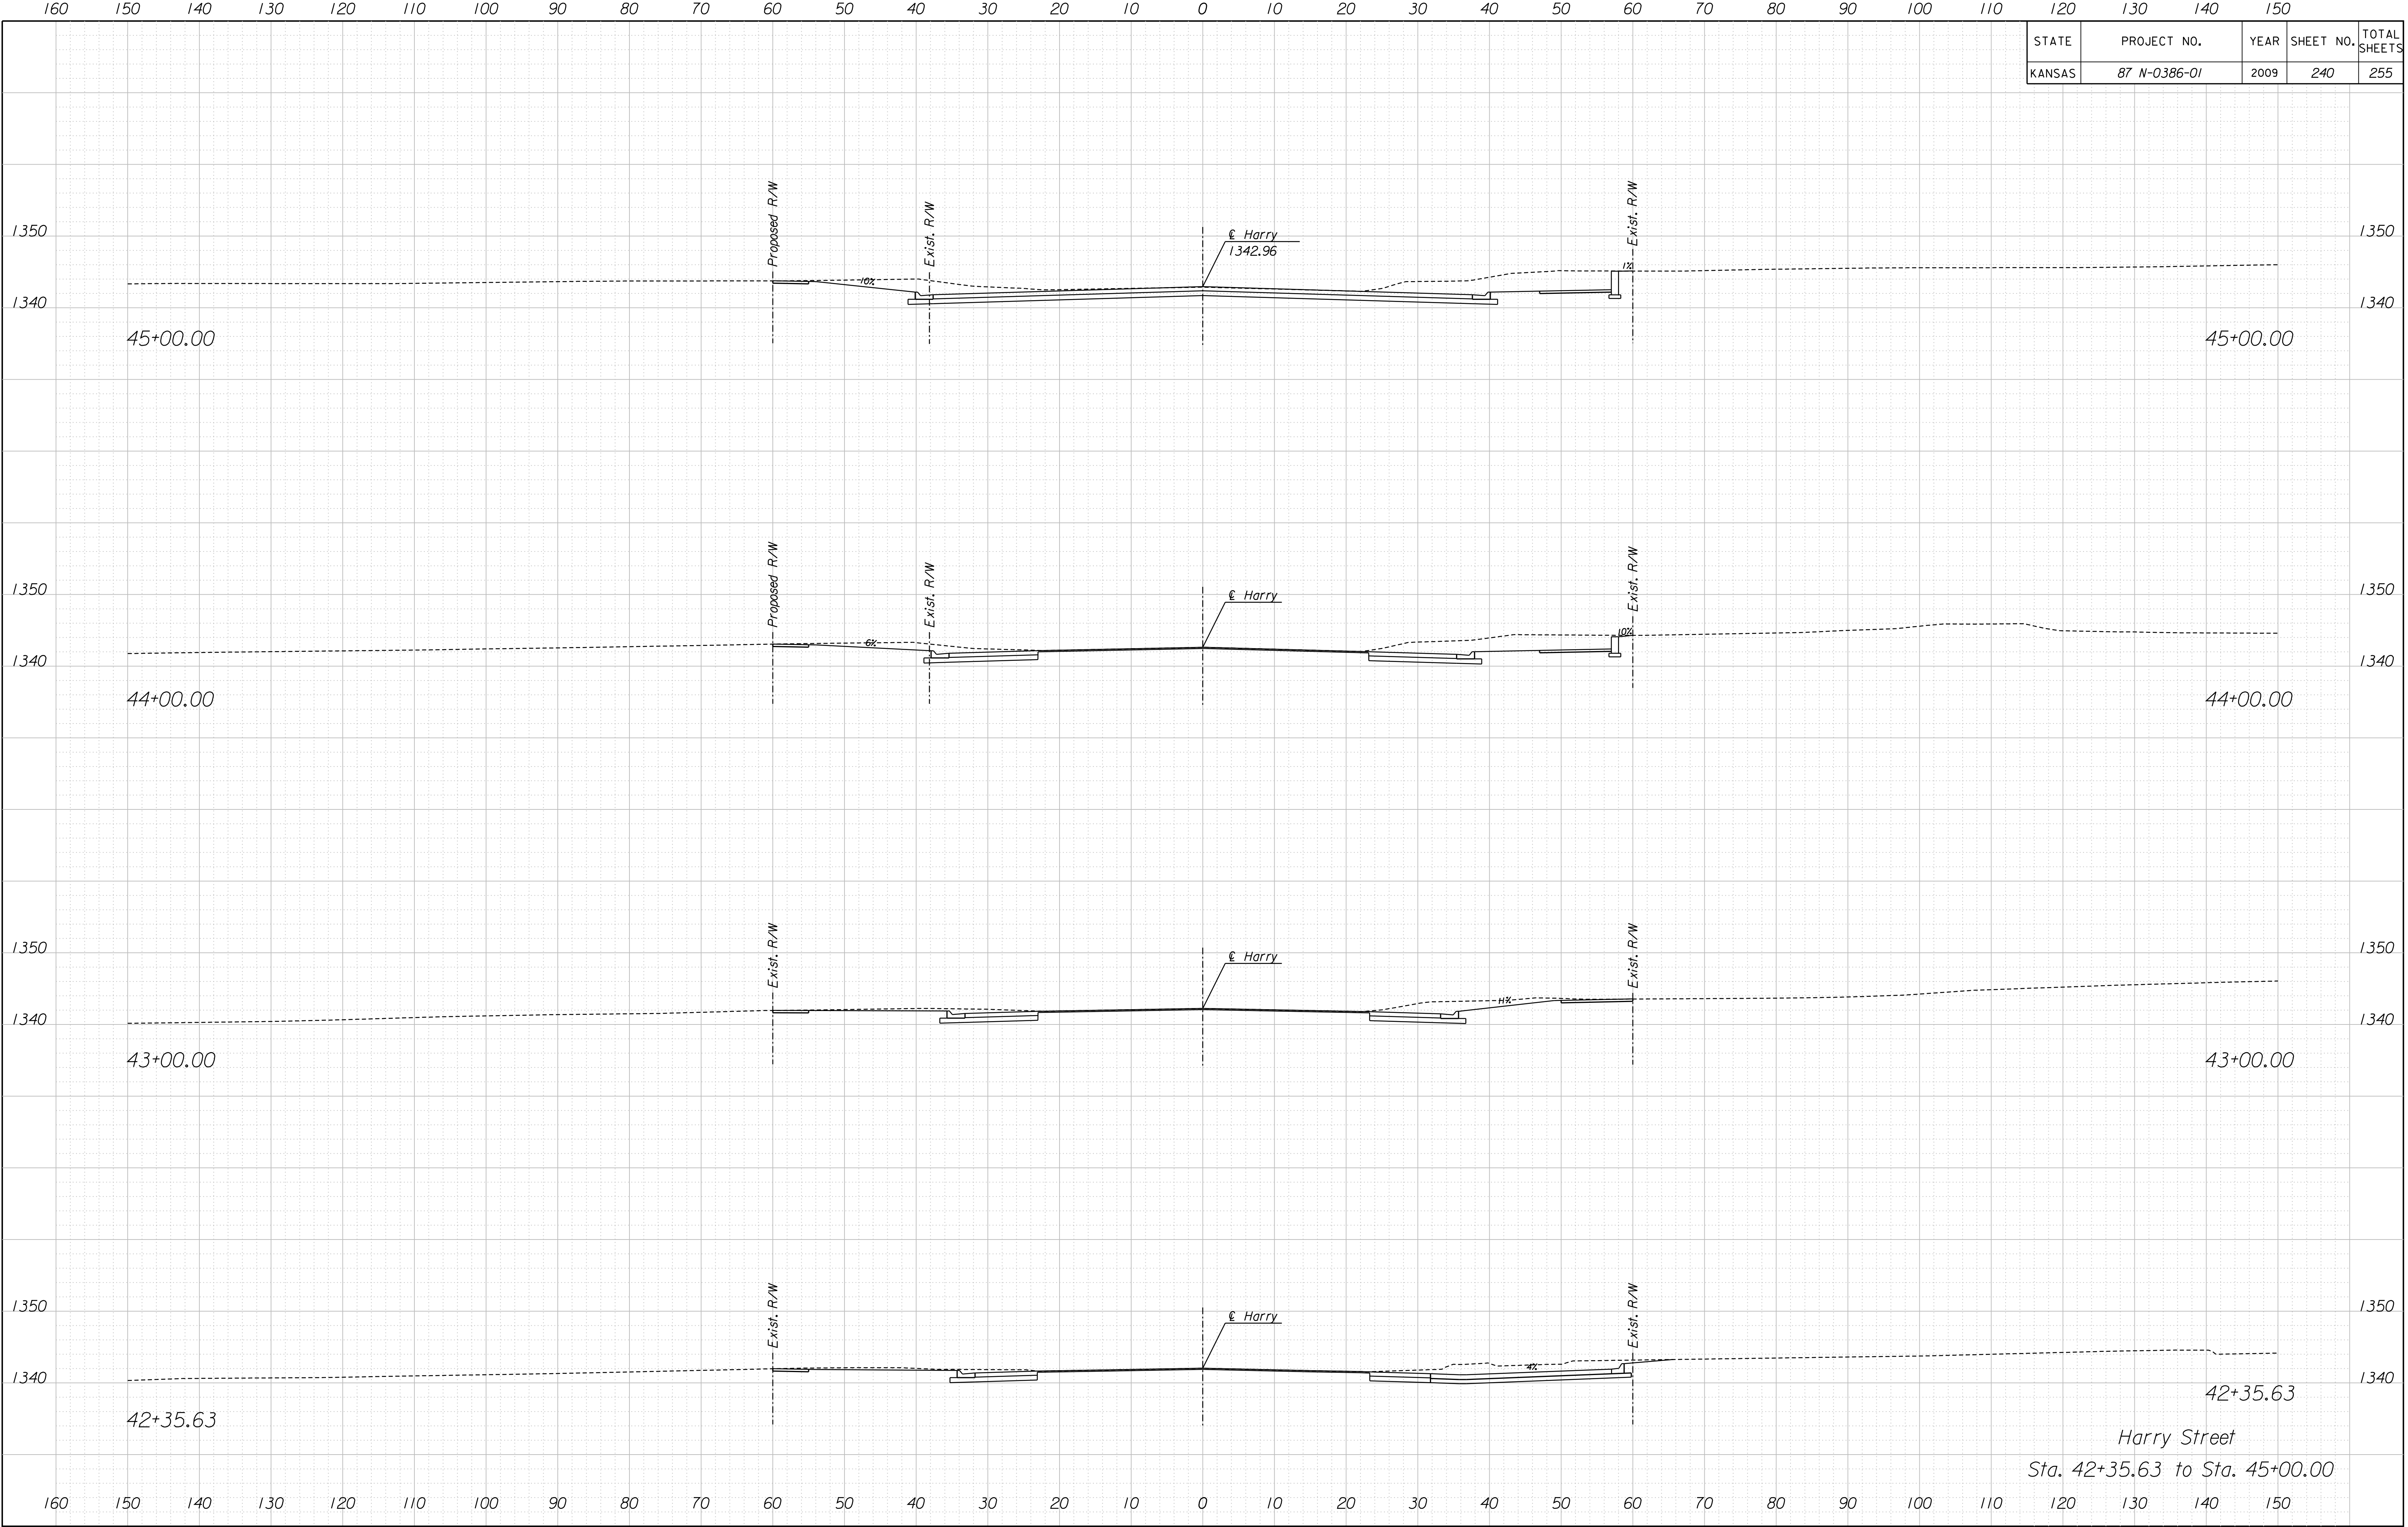 160 150 140 130 120 110 100 90 80 70 60 50 40 30 20 10 0 10 20 30 40 50 60 70 80 90 100 110 120 130 140 150
STATE PROJECT NO. YEAR SHEET NO. TOTAL SHEETS
KANSAS 87 N-0386-01 2009 240 255
Proposed R/W
Exist. R/W
℄ Harry
1342.96
Exist. R/W
1350 1350
10% 1%
1340 1340
45+00.00 45+00.00
Proposed R/W
Exist. R/W
℄ Harry
Exist. R/W
1350 1350
6% 10%
1340 1340
44+00.00 44+00.00
Exist. R/W
℄ Harry
Exist. R/W
1350 1350
11%
1340 1340
43+00.00 43+00.00
Exist. R/W
℄ Harry
Exist. R/W
1350 1350
4%
1340 1340
42+35.63 42+35.63
Harry Street
Sta. 42+35.63 to Sta. 45+00.00
160 150 140 130 120 110 100 90 80 70 60 50 40 30 20 10 0 10 20 30 40 50 60 70 80 90 100 110 120 130 140 150